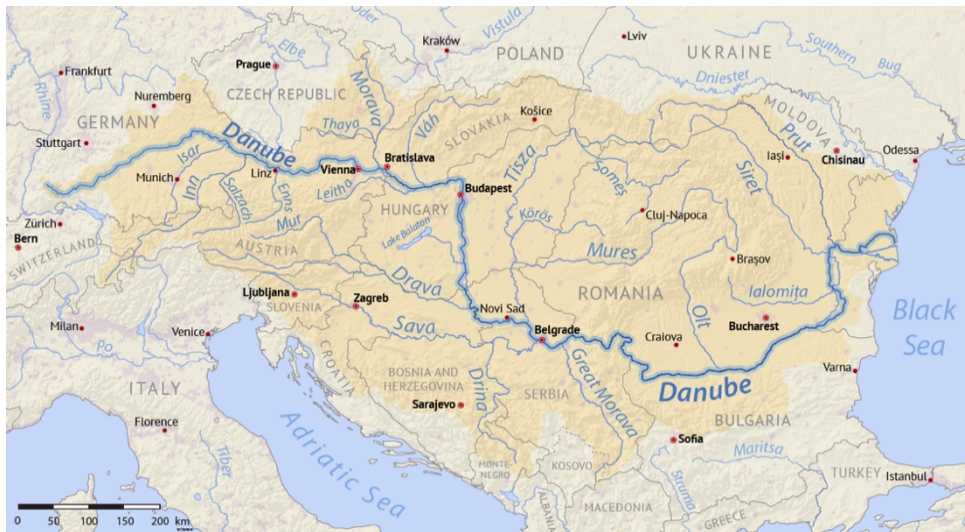 Oder
Vistula
Kraków
POLAND
Lviv
UKRAINE
Southern
Bug
Elbe
Prague
Frankfurt
Rhine
Nuremberg
CZECH REPUBLIC
Morava
Dniester
GERMANY
Stuttgart
Danube
Thaya
Váh
SLOVAKIA
Košice
MOLDOVA
Prut
Iași
Chisinau
Odessa
Isar
Munich
Linz
Vienna
Bratislava
Tisza
Someș
Siret
Inn
Salzach
Enns
Leitha
Budapest
Mur
HUNGARY
Lake Balaton
Körös
Cluj-Napoca
Zürich
Bern
SWITZERLAND
AUSTRIA
Drava
Mures
Brașov
ROMANIA
Ialomița
Olt
Bucharest
Ljubljana
SLOVENIA
Zagreb
Novi Sad
Sava
Belgrade
Craiova
Black
Sea
Milan
Venice
Po
CROATIA
BOSNIA AND
HERZEGOVINA
Drina
SERBIA
Great Morava
Danube
Varna
ITALY
Sarajevo
BULGARIA
Florence
Adriatic Sea
Sofia
Maritsa
Tiber
MONTE-
NEGRO
KOSOVO
Struma
TURKEY
Istanbul
ALBANIA
MACEDONIA
GREECE
0 50 100 150 200 km